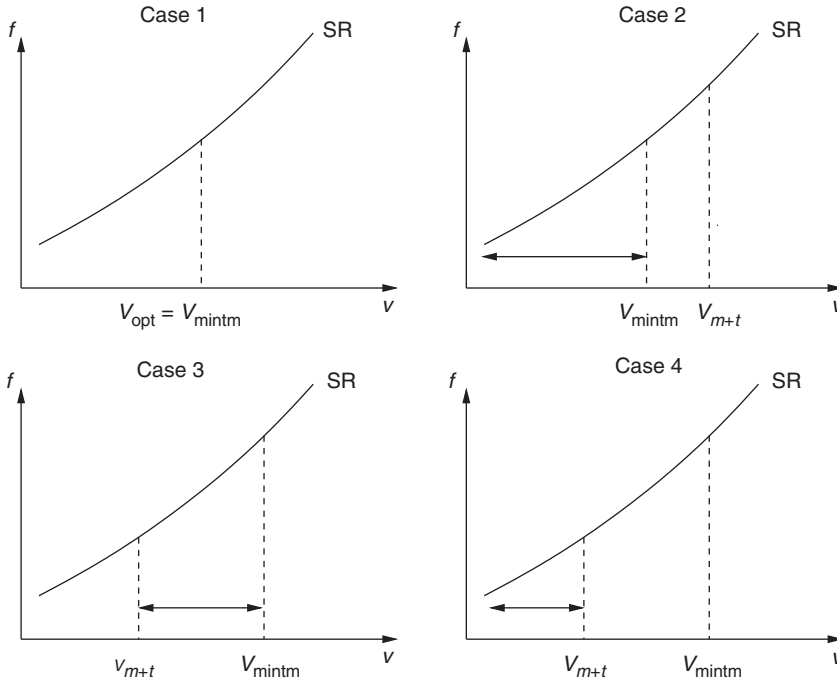 Case 1
f
SR
v
V_opt = V_mintm
Case 2
f
SR
v
V_mintm V_m+t
Case 3
f
SR
v
v_m+t V_mintm
Case 4
f
SR
v
V_m+t V_mintm